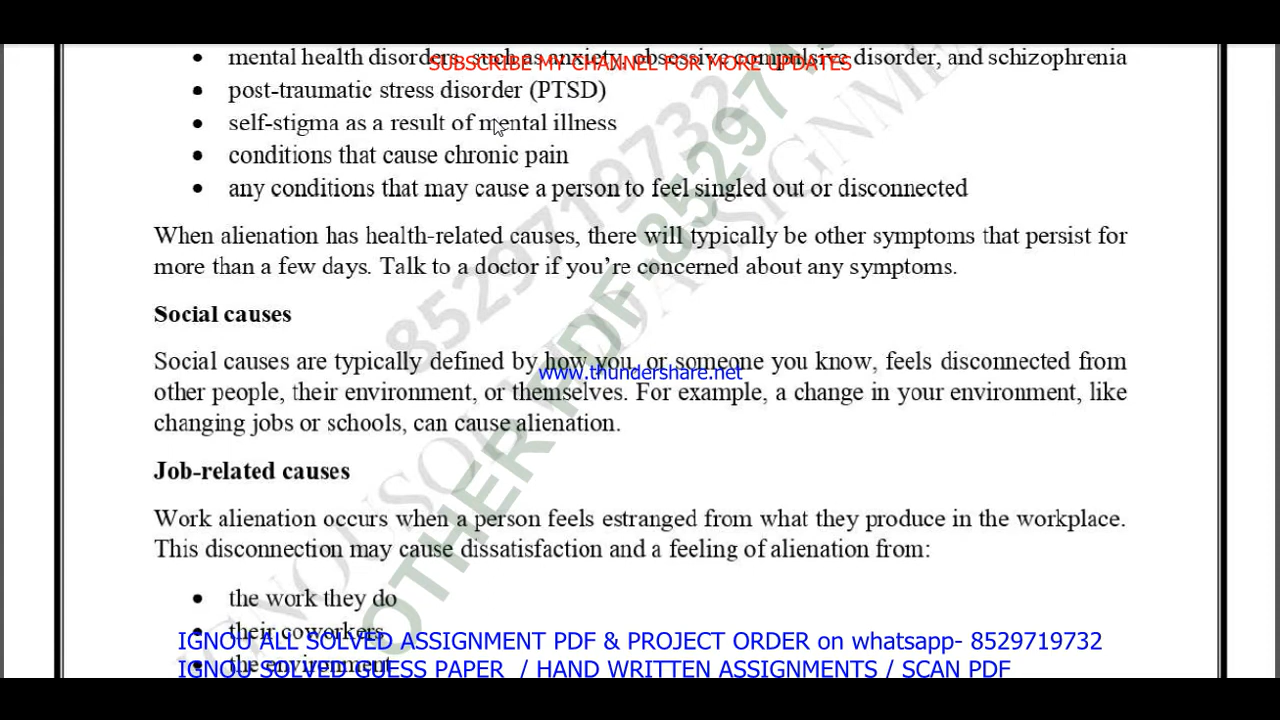 • mental health disorders, such as anxiety, obsessive compulsive disorder, and schizophrenia
SUBSCRIBE MY CHANNEL FOR MORE UPDATES
• post-traumatic stress disorder (PTSD)
• self-stigma as a result of mental illness
• conditions that cause chronic pain
• any conditions that may cause a person to feel singled out or disconnected
When alienation has health-related causes, there will typically be other symptoms that persist for
more than a few days. Talk to a doctor if you’re concerned about any symptoms.
Social causes
Social causes are typically defined by how you, or someone you know, feels disconnected from
www.thundershare.net
other people, their environment, or themselves. For example, a change in your environment, like
changing jobs or schools, can cause alienation.
Job-related causes
Work alienation occurs when a person feels estranged from what they produce in the workplace.
This disconnection may cause dissatisfaction and a feeling of alienation from:
• the work they do
• their coworkers
IGNOU ALL SOLVED ASSIGNMENT PDF & PROJECT ORDER on whatsapp- 8529719732
• the environment
IGNOU SOLVED GUESS PAPER / HAND WRITTEN ASSIGNMENTS / SCAN PDF
8529719732
OTHER PDF-85297